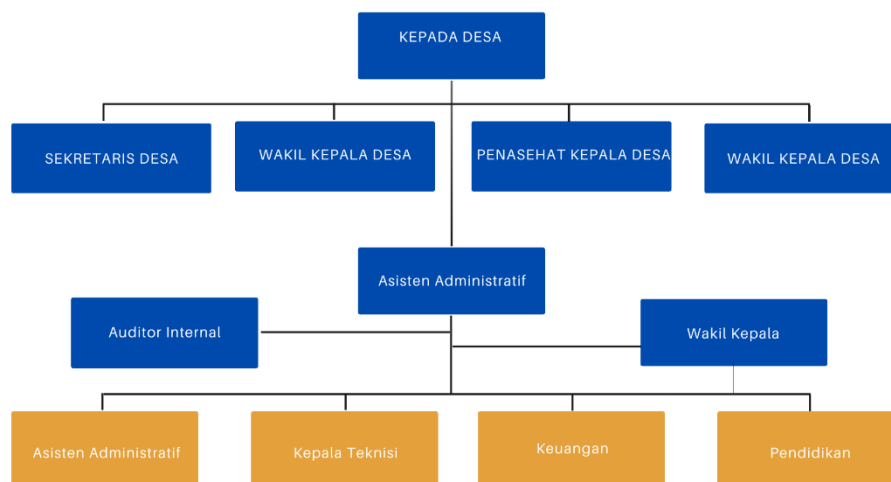 KEPADA DESA
SEKRETARIS DESA
WAKIL KEPALA DESA
PENASEHAT KEPALA DESA
WAKIL KEPALA DESA
Asisten Administratif
Auditor Internal
Wakil Kepala
Asisten Administratif
Kepala Teknisi
Keuangan
Pendidikan